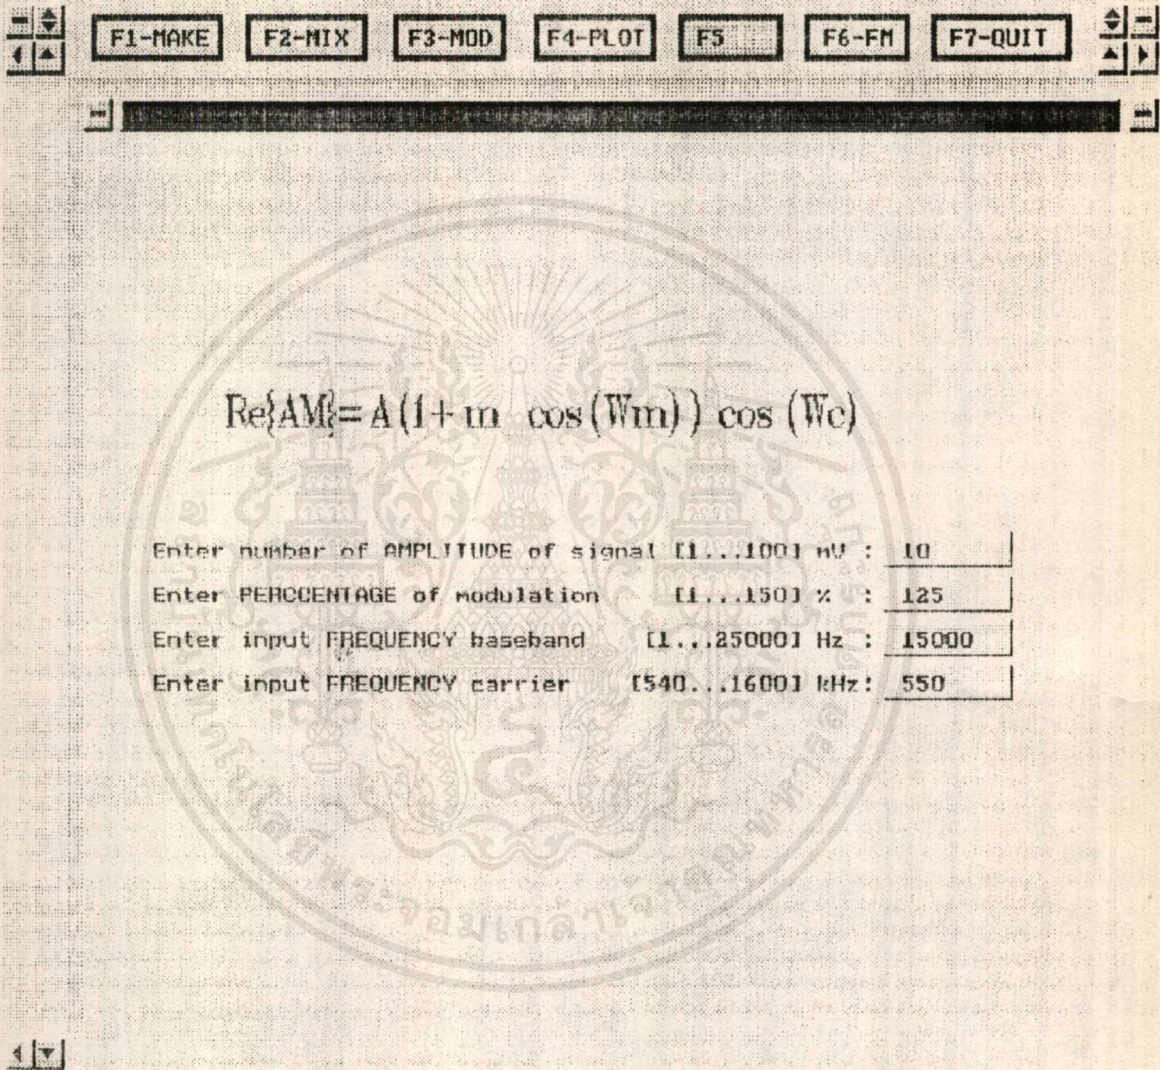 F1-MAKE F2-MIX F3-MOD F4-PLOT F5 F6-FM F7-QUIT
Re{AM}= A(1+ m cos(Wm)) cos (Wc)
Enter number of AMPLITUDE of signal [1...100] mV : 10
Enter PERCCENTAGE of modulation [1...150] % : 125
Enter input FREQUENCY baseband [1...25000] Hz : 15000
Enter input FREQUENCY carrier [540...1600] kHz: 550